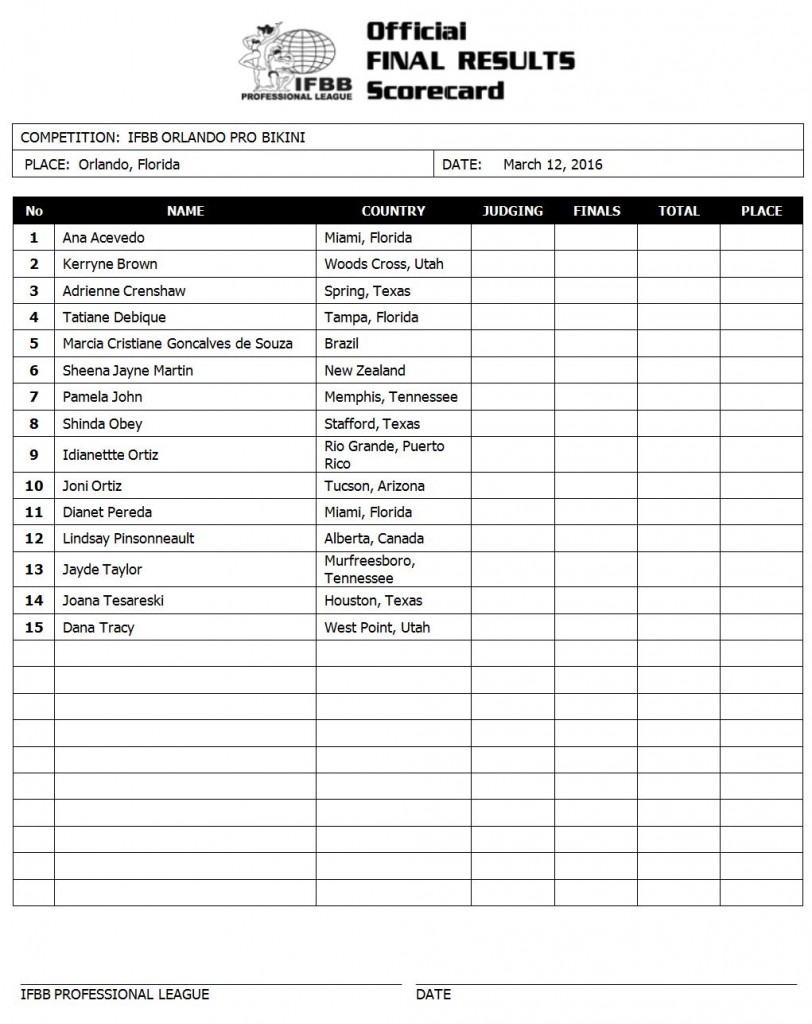 Official
FINAL RESULTS
Scorecard
IFBB
PROFESSIONAL LEAGUE
COMPETITION: IFBB ORLANDO PRO BIKINI
PLACE: Orlando, Florida DATE: March 12, 2016
No NAME COUNTRY JUDGING FINALS TOTAL PLACE
1 Ana Acevedo Miami, Florida
2 Kerryne Brown Woods Cross, Utah
3 Adrienne Crenshaw Spring, Texas
4 Tatiane Debique Tampa, Florida
5 Marcia Cristiane Goncalves de Souza Brazil
6 Sheena Jayne Martin New Zealand
7 Pamela John Memphis, Tennessee
8 Shinda Obey Stafford, Texas
9 Idianettte Ortiz Rio Grande, Puerto
Rico
10 Joni Ortiz Tucson, Arizona
11 Dianet Pereda Miami, Florida
12 Lindsay Pinsonneault Alberta, Canada
13 Jayde Taylor Murfreesboro,
Tennessee
14 Joana Tesareski Houston, Texas
15 Dana Tracy West Point, Utah
IFBB PROFESSIONAL LEAGUE DATE